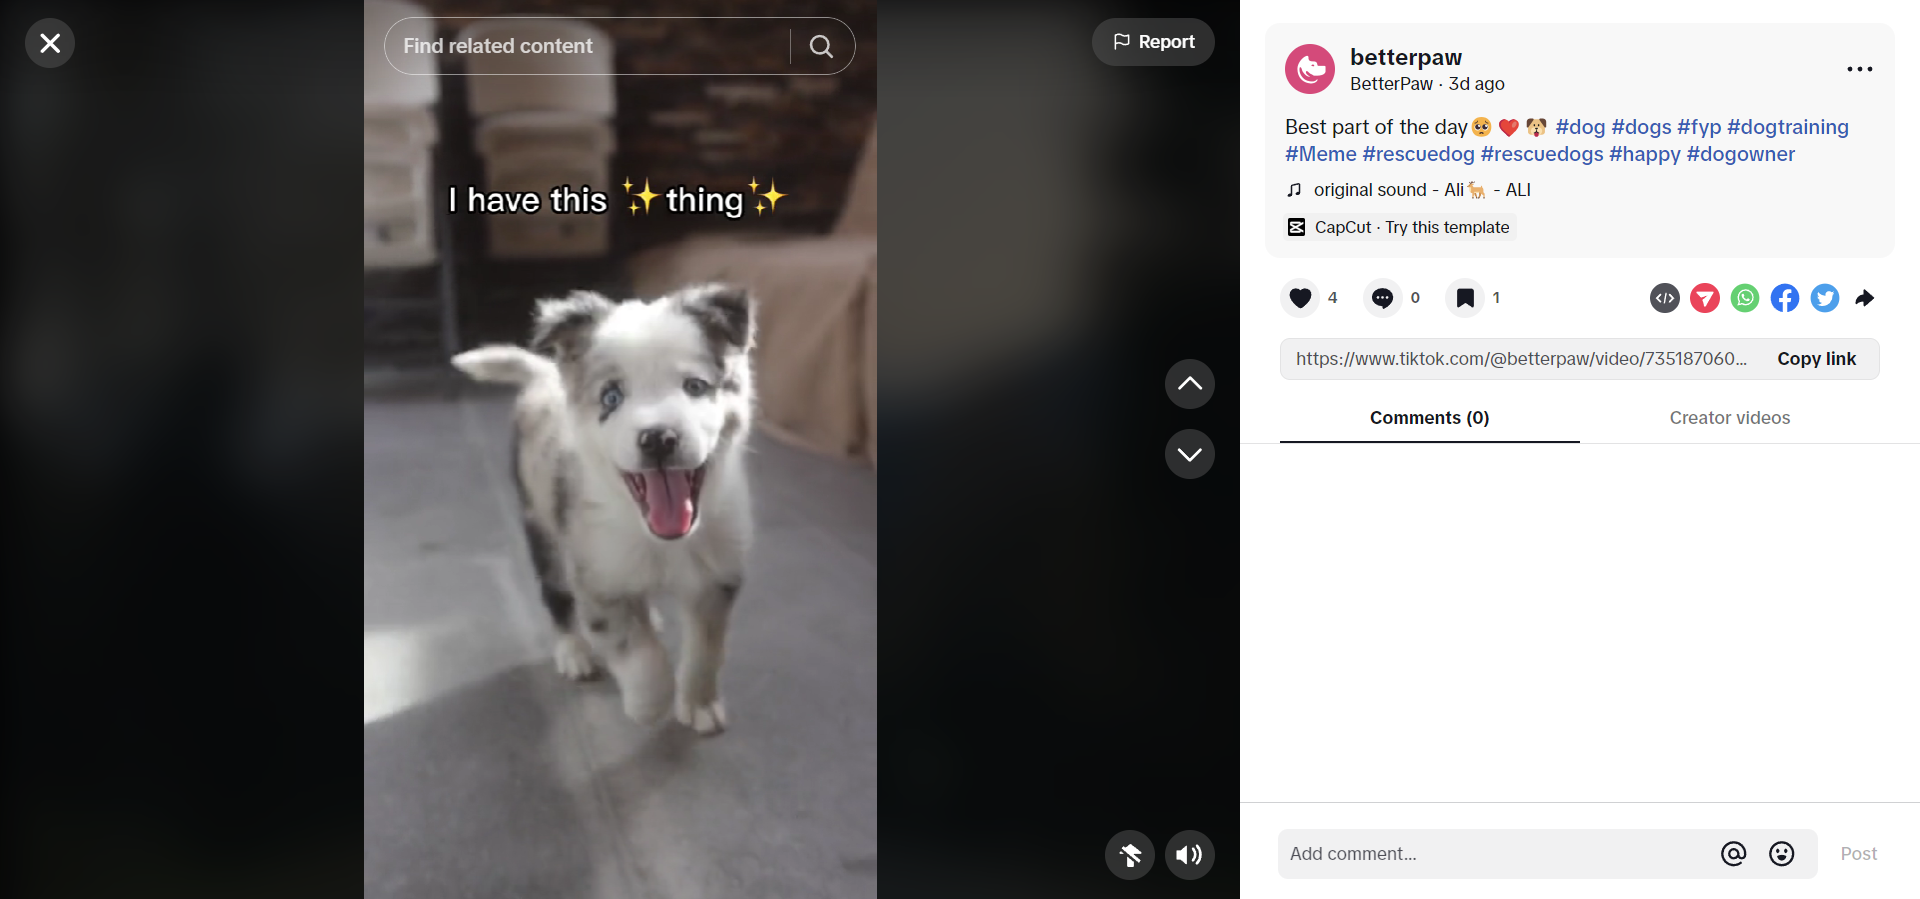 Find related content
Report
I have this ✨thing✨
betterpaw
BetterPaw · 3d ago
Best part of the day🥺 ❤️ 🐶 #dog #dogs #fyp #dogtraining
#Meme #rescuedog #rescuedogs #happy #dogowner
original sound - Ali🐐 - ALI
CapCut · Try this template
4
0
1
https://www.tiktok.com/@betterpaw/video/735187060...
Copy link
Comments (0)
Creator videos
Add comment...
Post